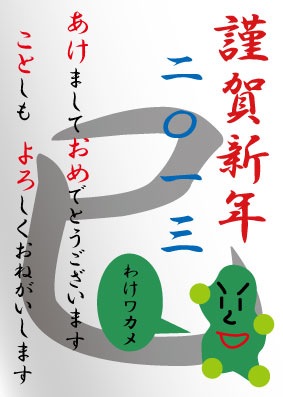 謹賀新年
二〇一三
あけましておめでとうございます
ことしも よろしくおねがいします
わけワカメ
巳